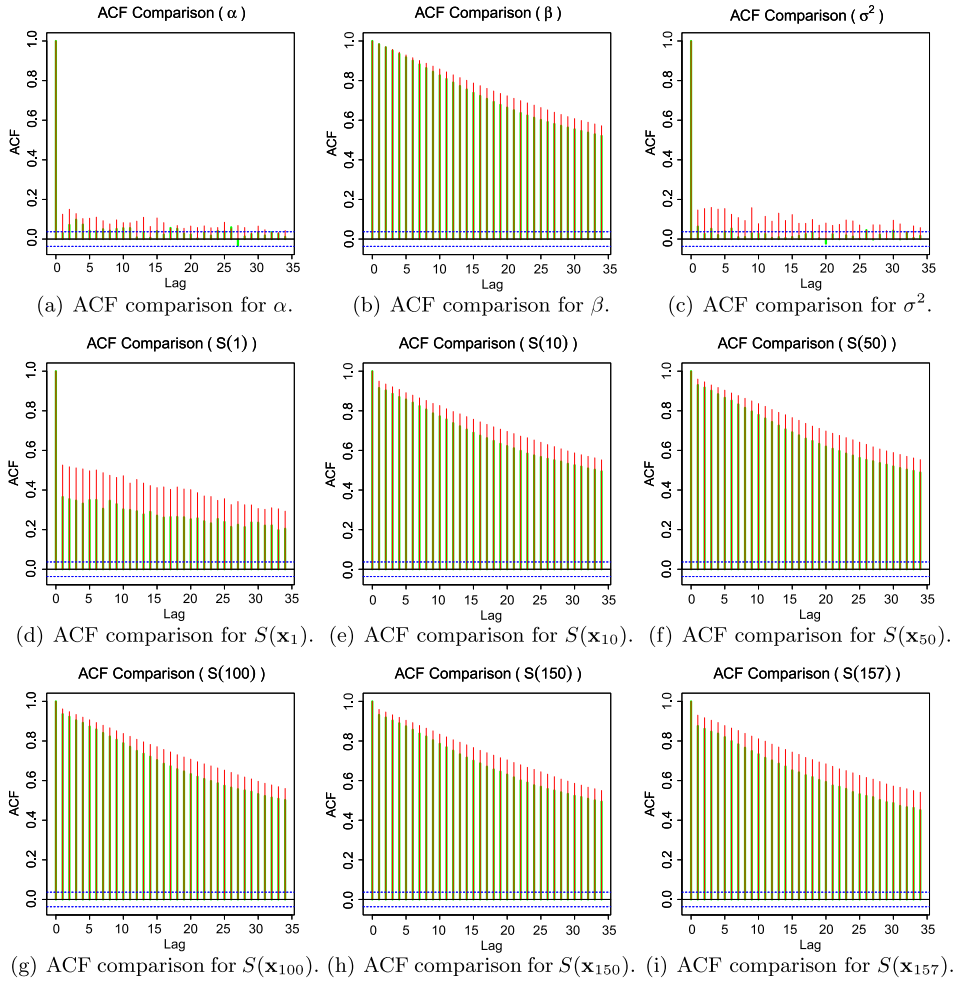 ACF Comparison ( α )
ACF Comparison ( β )
ACF Comparison ( σ² )
ACF
0.0 0.2 0.4 0.6 0.8 1.0
0 5 10 15 20 25 30 35
Lag
ACF
0.0 0.2 0.4 0.6 0.8 1.0
0 5 10 15 20 25 30 35
Lag
ACF
0.0 0.2 0.4 0.6 0.8 1.0
0 5 10 15 20 25 30 35
Lag
(a) ACF comparison for α.
(b) ACF comparison for β.
(c) ACF comparison for σ².
ACF Comparison ( S(1) )
ACF Comparison ( S(10) )
ACF Comparison ( S(50) )
ACF
0.0 0.2 0.4 0.6 0.8 1.0
0 5 10 15 20 25 30 35
Lag
ACF
0.0 0.2 0.4 0.6 0.8 1.0
0 5 10 15 20 25 30 35
Lag
ACF
0.0 0.2 0.4 0.6 0.8 1.0
0 5 10 15 20 25 30 35
Lag
(d) ACF comparison for S(x₁).
(e) ACF comparison for S(x₁₀).
(f) ACF comparison for S(x₅₀).
ACF Comparison ( S(100) )
ACF Comparison ( S(150) )
ACF Comparison ( S(157) )
ACF
0.0 0.2 0.4 0.6 0.8 1.0
0 5 10 15 20 25 30 35
Lag
ACF
0.0 0.2 0.4 0.6 0.8 1.0
0 5 10 15 20 25 30 35
Lag
ACF
0.0 0.2 0.4 0.6 0.8 1.0
0 5 10 15 20 25 30 35
Lag
(g) ACF comparison for S(x₁₀₀).
(h) ACF comparison for S(x₁₅₀).
(i) ACF comparison for S(x₁₅₇).